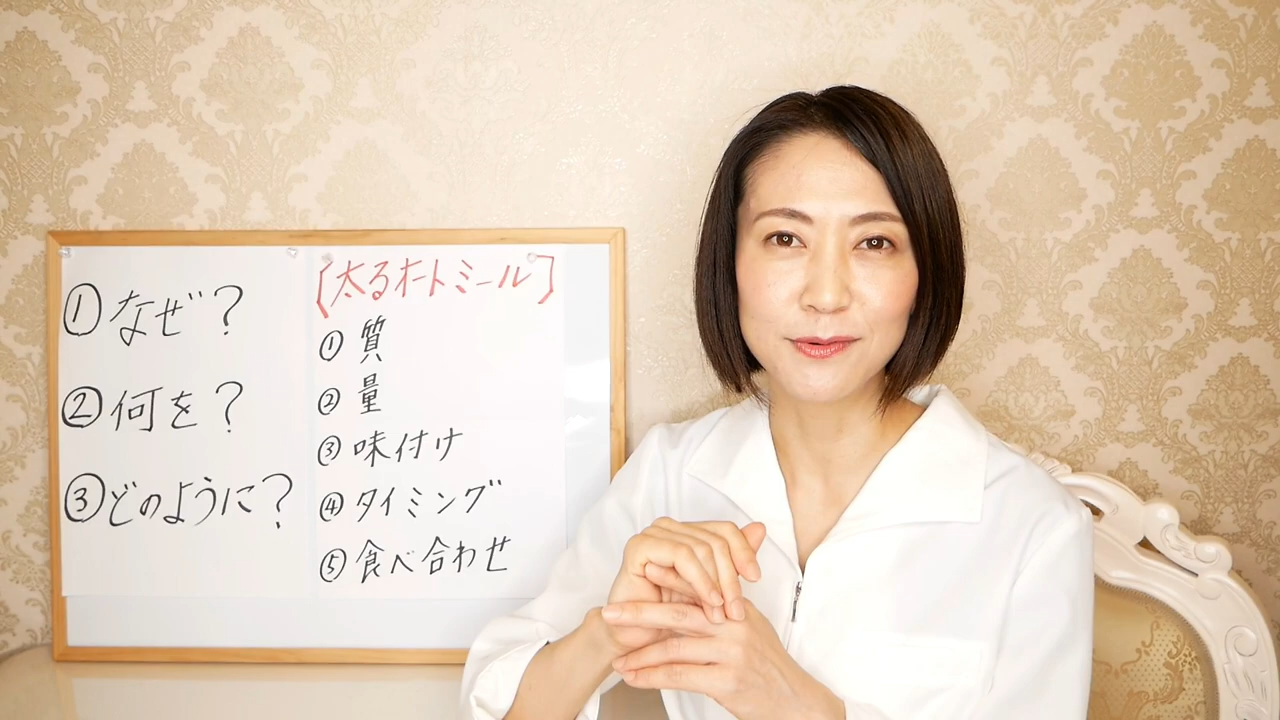 ①なぜ?
②何を?
③どのように?
[太るオートミール]
①質
②量
③味付け
④タイミング
⑤食べ合わせ